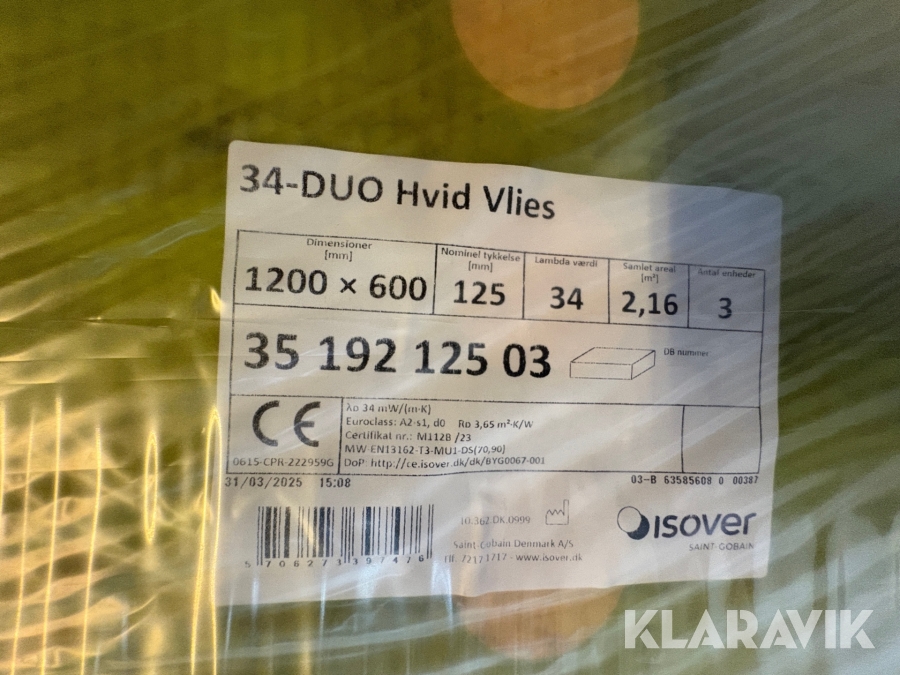 34-DUO Hvid Vlies
Dimensioner [mm]
1200 × 600
Nominel tykkelse [mm]
125
Lambda værdi
34
Samlet areal [m²]
2,16
Antal enheder
3
35 192 125 03
DB nummer
CE
0615-CPR-222959G
λD 34 mW/(m·K)
Euroclass: A2-s1, d0 RD 3,65 m²·K/W
Certifikat nr.: M112B /23
MW-EN13162-T3-MU1-DS(70,90)
DoP: http://ce.isover.dk/dk/BYG0067-001
31/03/2025 15:08
03-B 63585608 0 00387
5 706273 397476
10.362.DK.0999
Saint-Gobain Denmark A/S
Tlf. 7217 1717 - www.isover.dk
isover
SAINT-GOBAIN
KLARAVIK